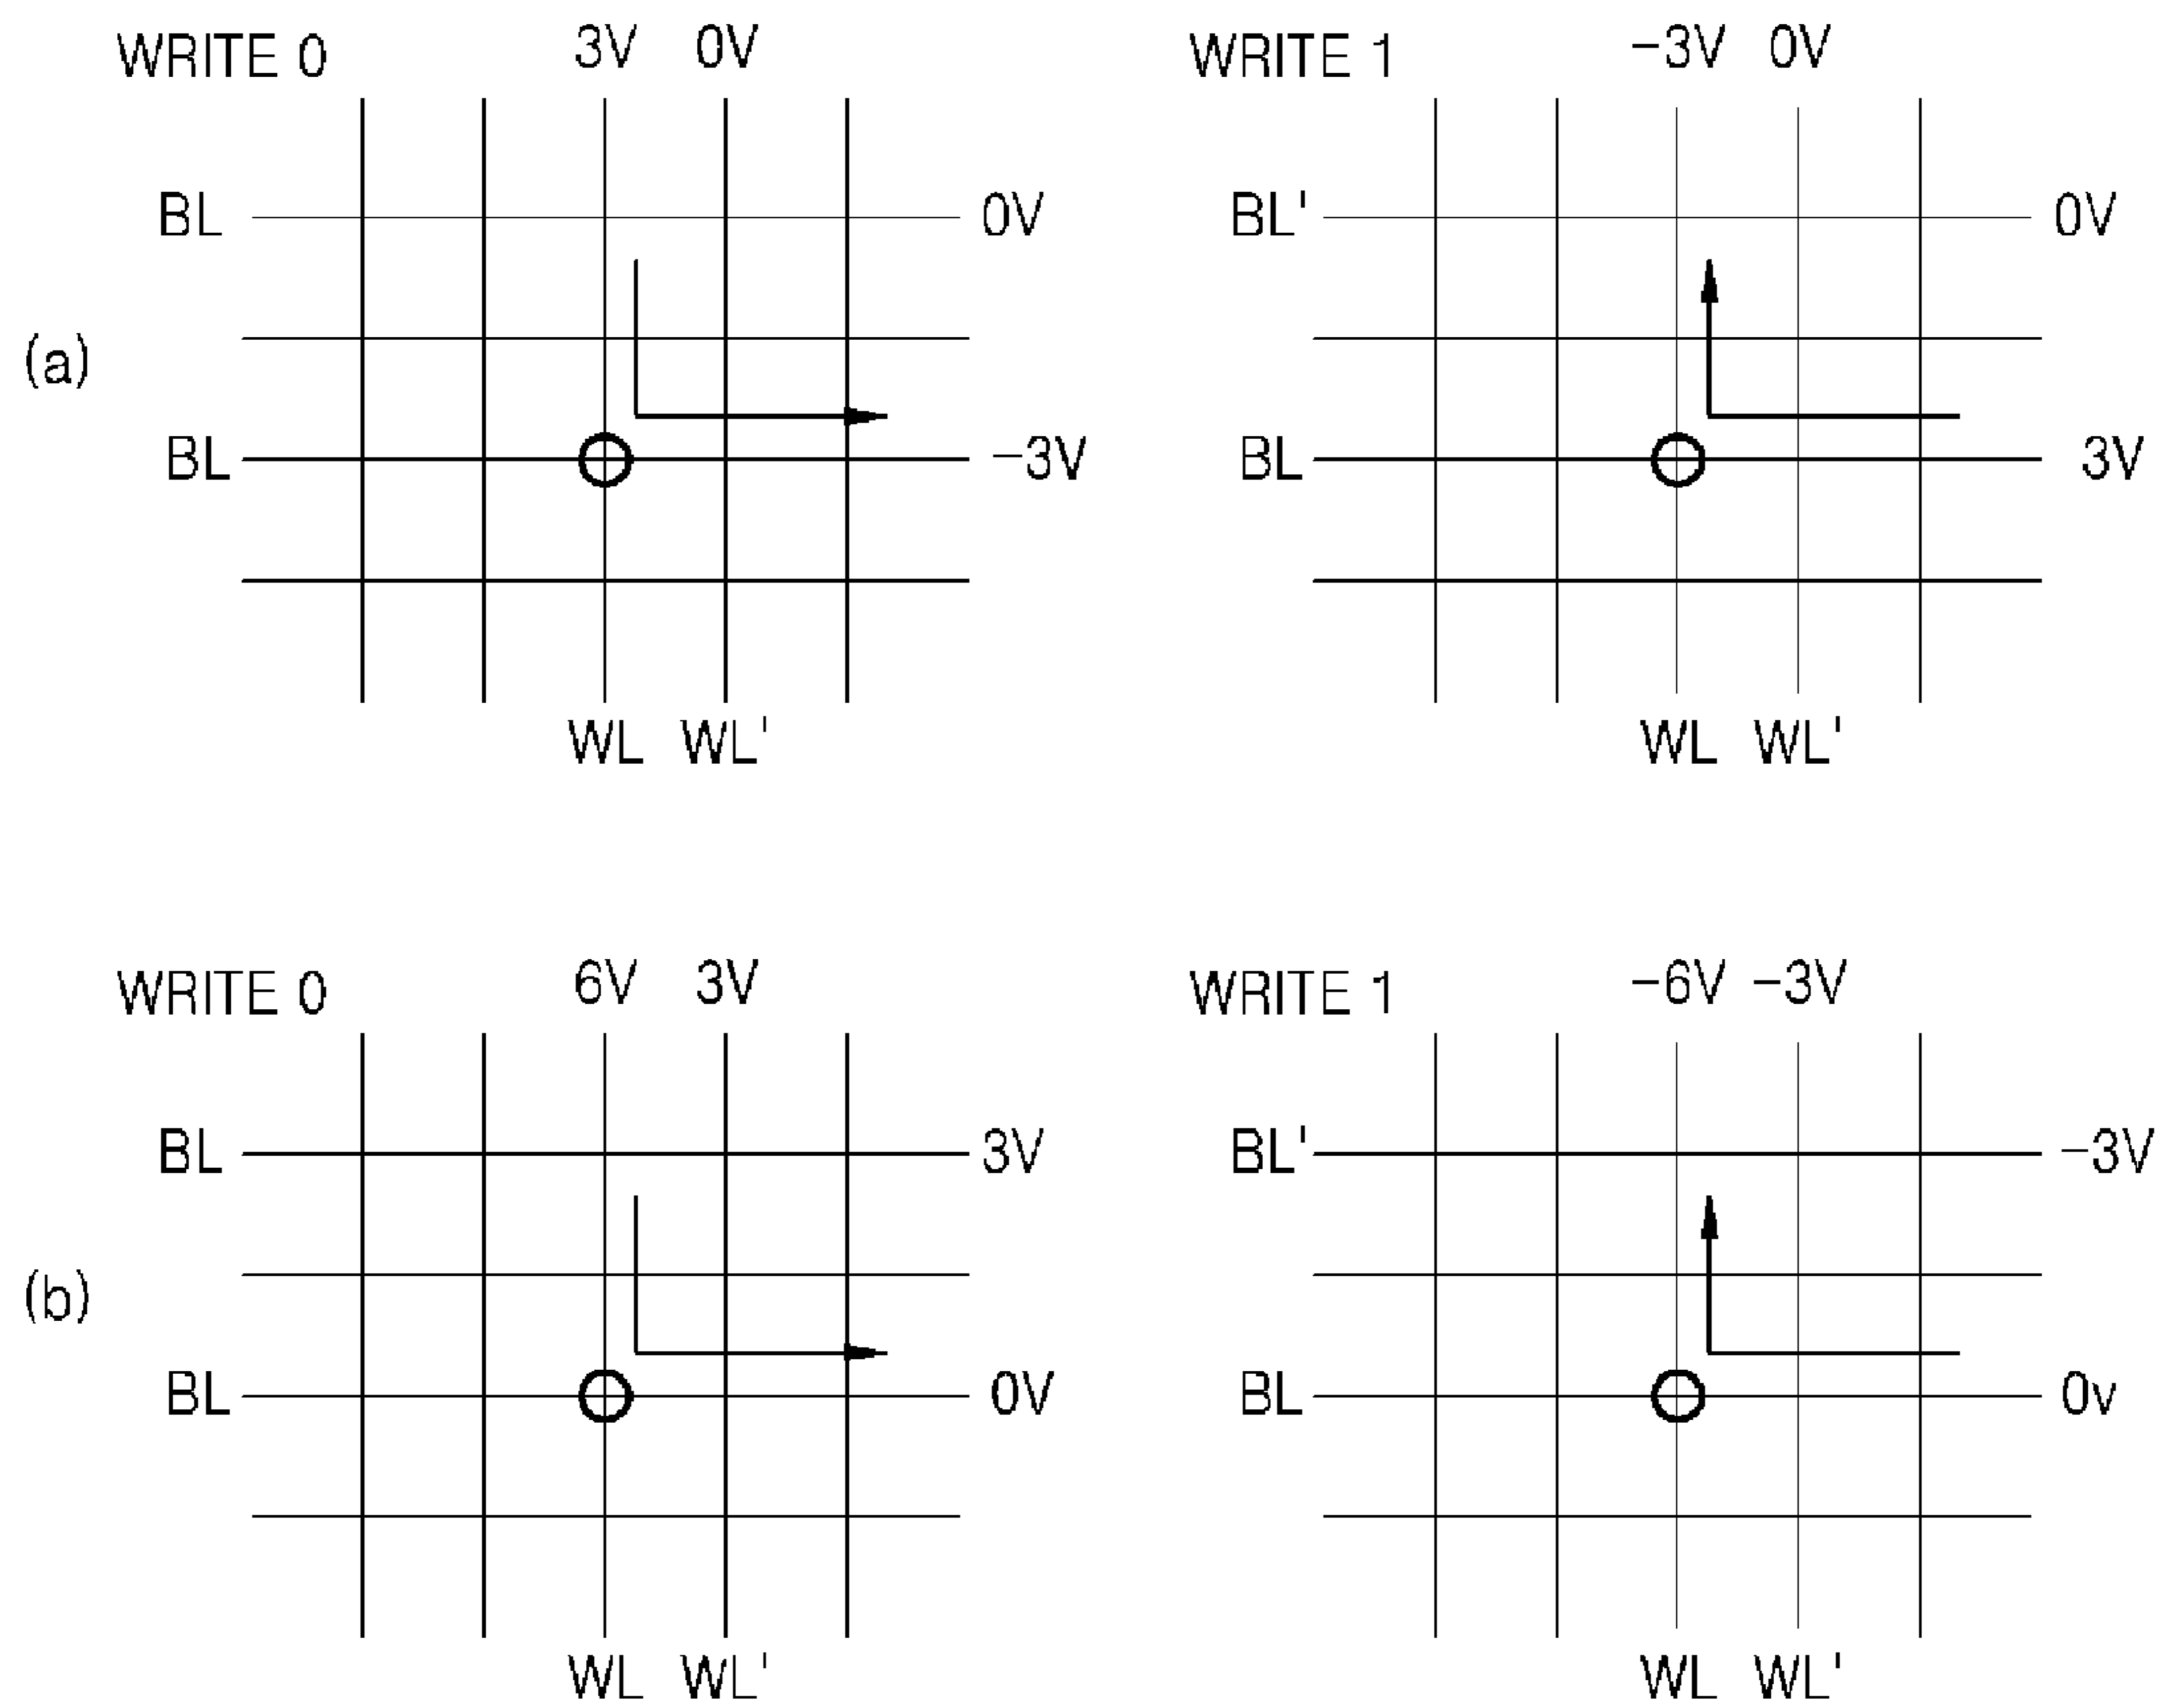 WRITE 0 3V 0V
WRITE 1 -3V 0V
BL 0V
BL' 0V
(a)
BL -3V
BL 3V
WL WL'
WL WL'
WRITE 0 6V 3V
WRITE 1 -6V -3V
BL 3V
BL' -3V
(b)
BL 0V
BL 0v
WL WL'
WL WL'